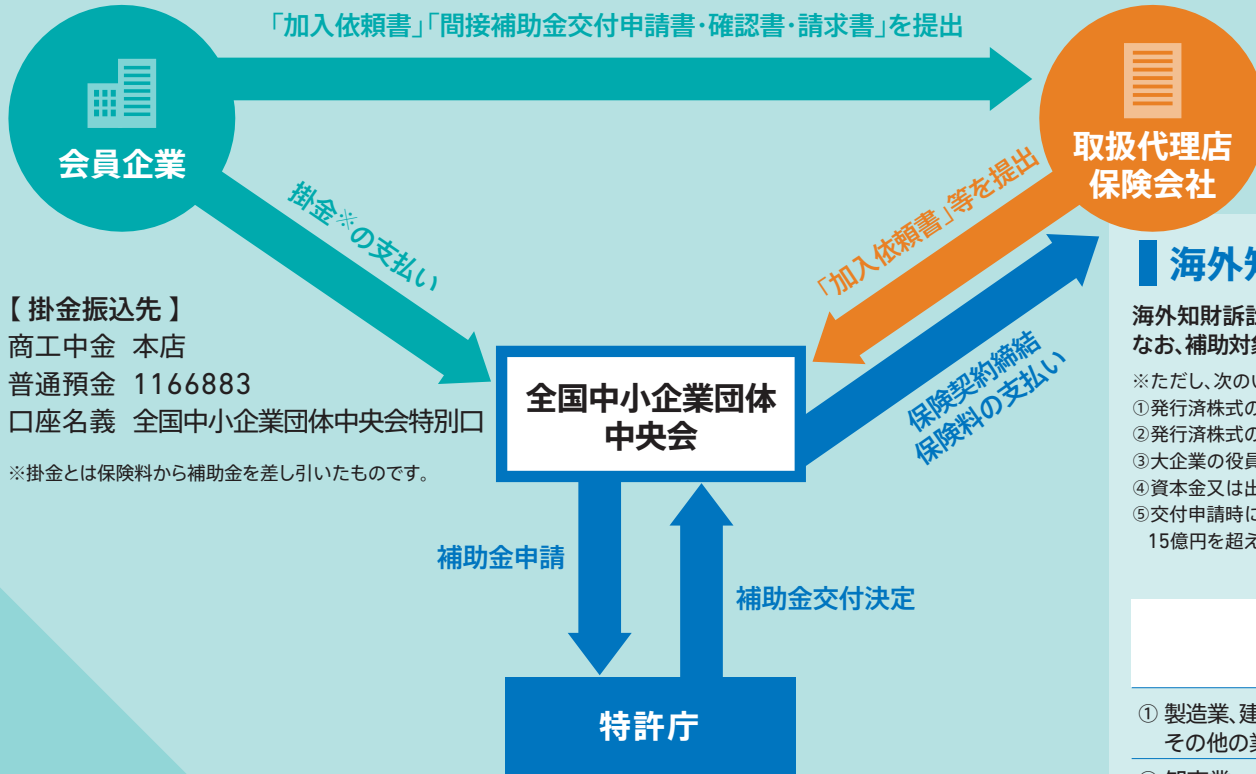 「加入依頼書」「間接補助金交付申請書・確認書・請求書」を提出
会員企業
取扱代理店
保険会社
掛金※の支払い
「加入依頼書」等を提出
保険契約締結
保険料の支払い
【 掛金振込先 】
商工中金 本店
普通預金 1166883
口座名義 全国中小企業団体中央会特別口
※掛金とは保険料から補助金を差し引いたものです。
全国中小企業団体
中央会
補助金申請
補助金交付決定
特許庁
海外
海外知財訴
なお、補助対
※ただし、次の
①発行済株式の
②発行済株式の
③大企業の役員
④資本金又は出
⑤交付申請時に
15億円を超え
① 製造業、建
その他の業